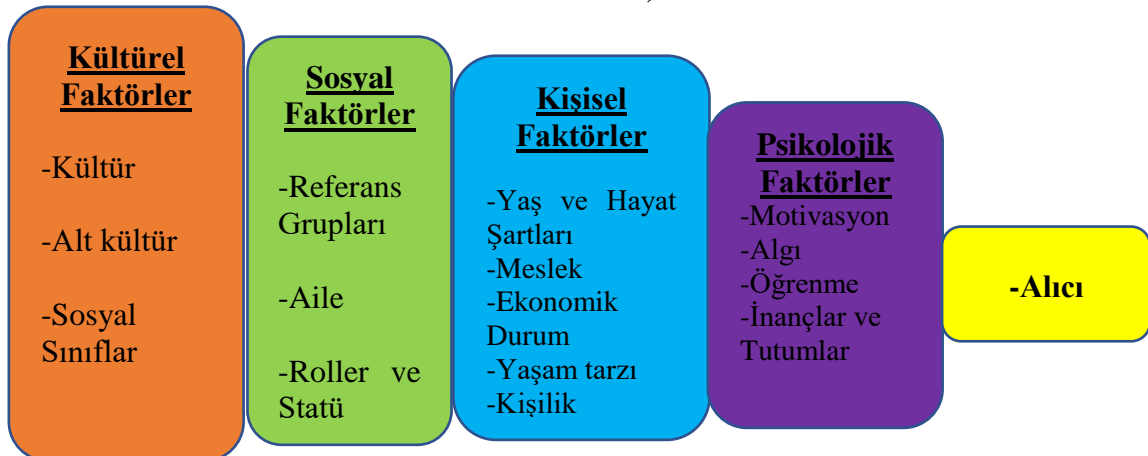 Kültürel
Faktörler
-Kültür
-Alt kültür
-Sosyal
Sınıflar
Sosyal
Faktörler
-Referans
Grupları
-Aile
-Roller ve
Statü
Kişisel
Faktörler
-Yaş ve Hayat
Şartları
-Meslek
-Ekonomik
Durum
-Yaşam tarzı
-Kişilik
Psikolojik
Faktörler
-Motivasyon
-Algı
-Öğrenme
-İnançlar ve
Tutumlar
-Alıcı